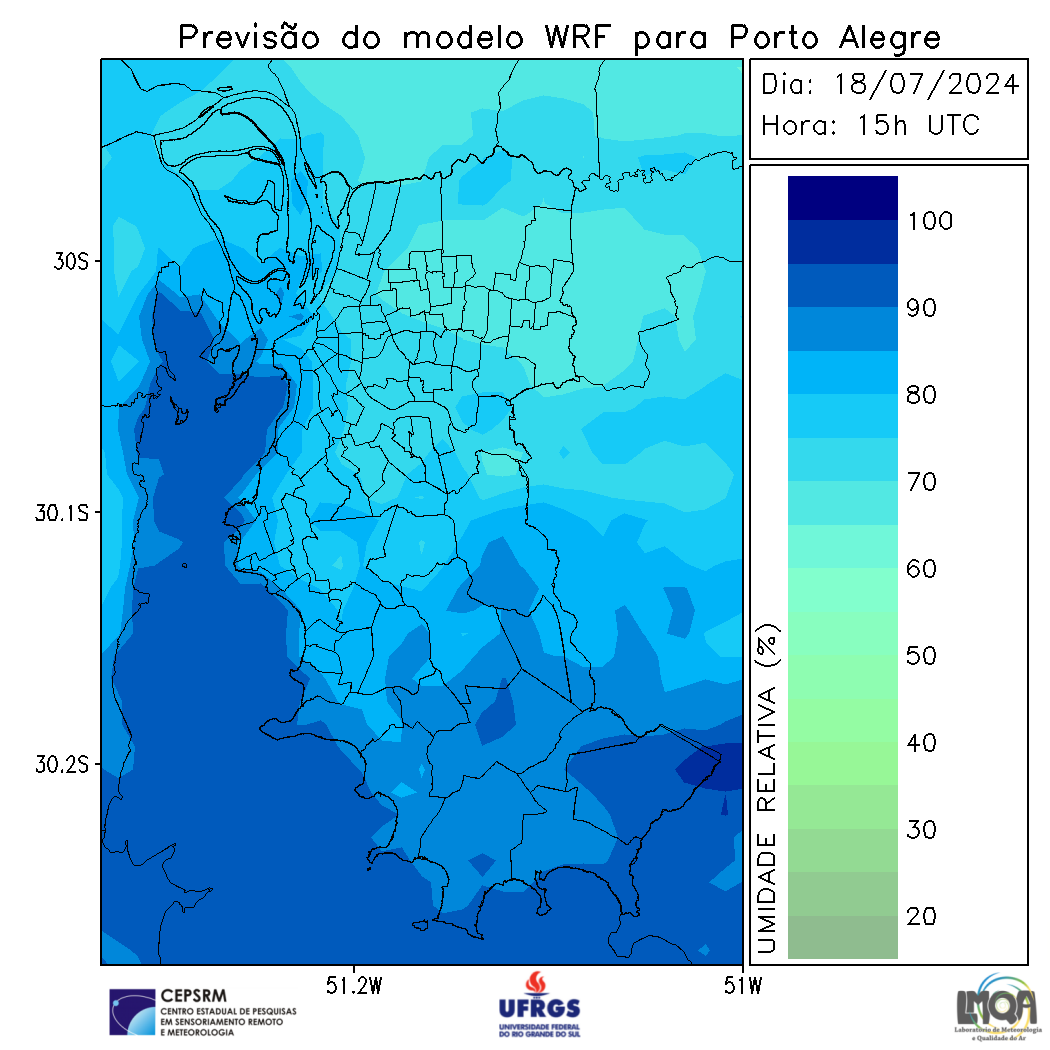 Previsão do modelo WRF para Porto Alegre
Dia: 18/07/2024
Hora: 15h UTC
30S
30.1S
30.2S
51.2W
51W
UMIDADE RELATIVA (%)
100
90
80
70
60
50
40
30
20
CEPSRM
CENTRO ESTADUAL DE PESQUISAS
EM SENSORIAMENTO REMOTO
E METEOROLOGIA
UFRGS
UNIVERSIDADE FEDERAL
DO RIO GRANDE DO SUL
LMQA
Laboratório de Meteorologia
e Qualidade do Ar